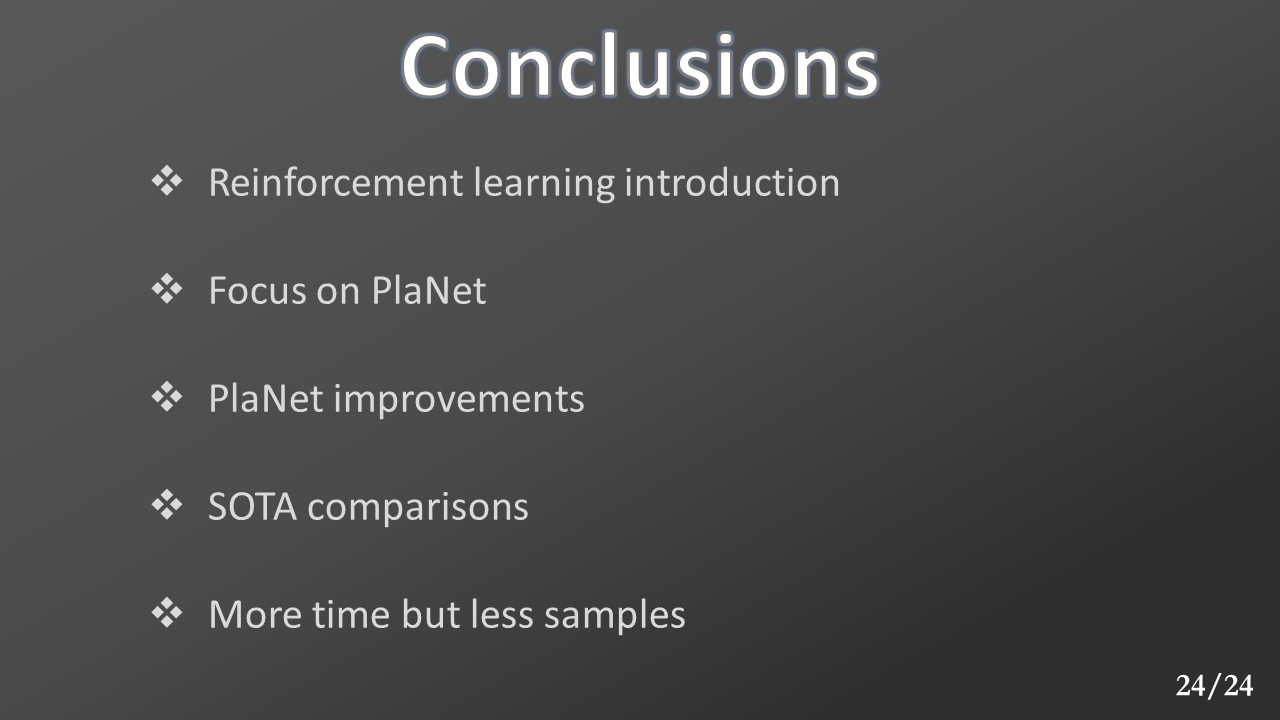 Conclusions
❖ Reinforcement learning introduction
❖ Focus on PlaNet
❖ PlaNet improvements
❖ SOTA comparisons
❖ More time but less samples
24/24